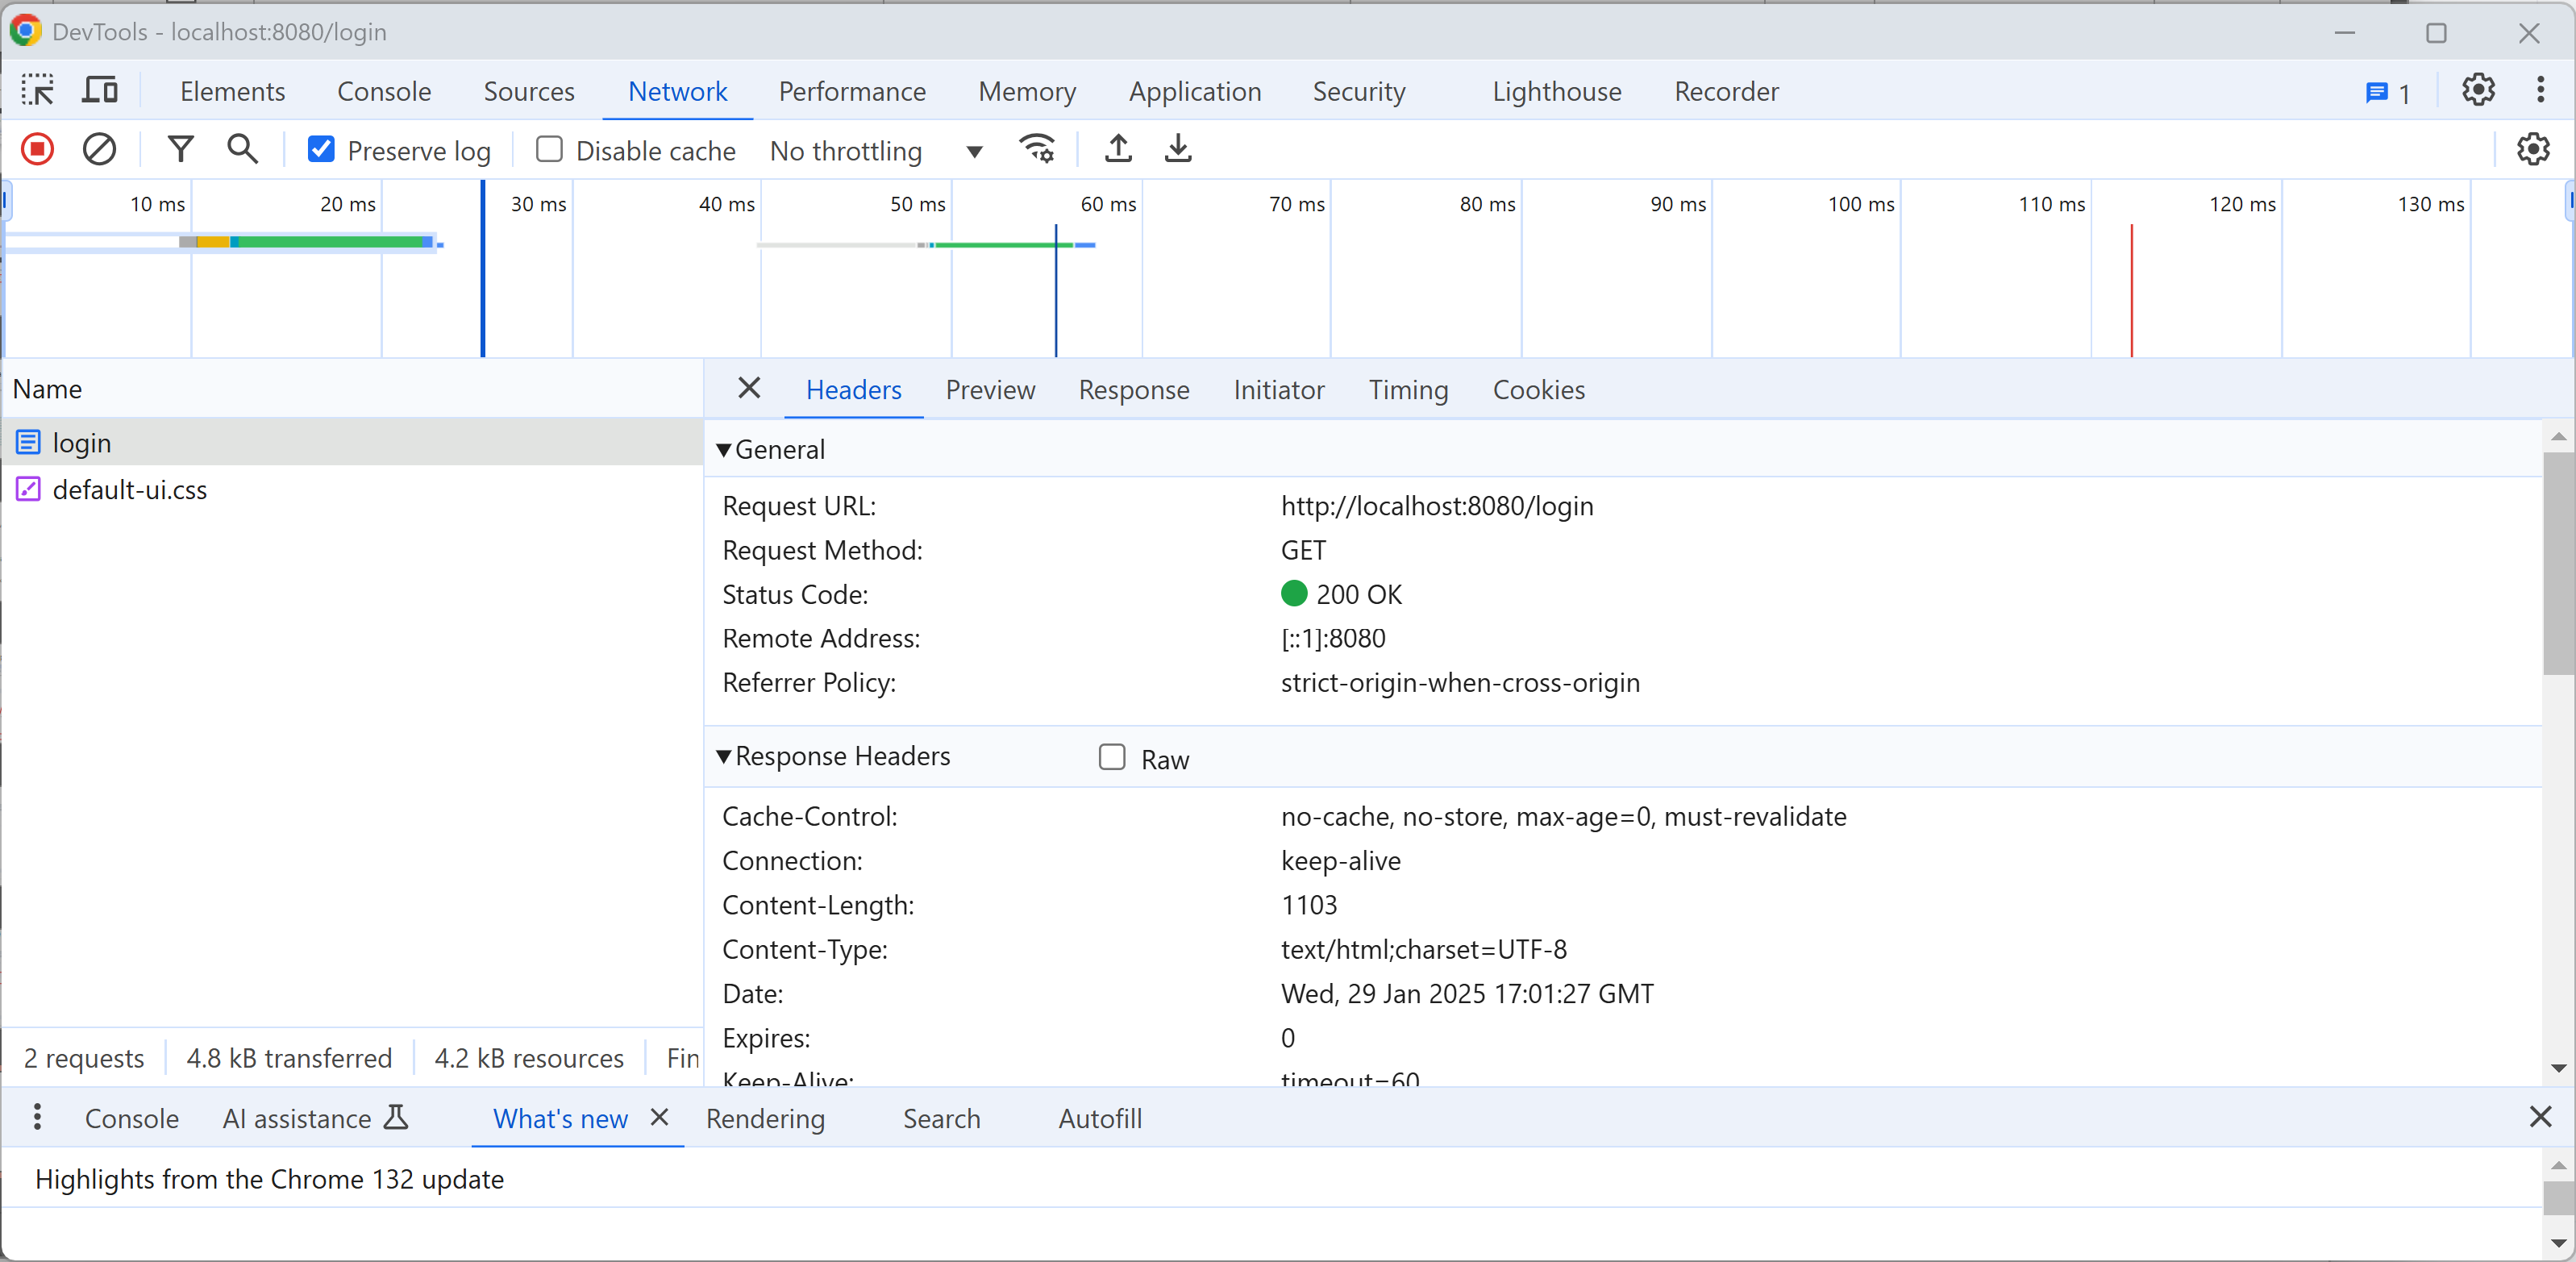 DevTools - localhost:8080/login
Elements Console Sources Network Performance Memory Application Security Lighthouse Recorder 1
Preserve log Disable cache No throttling
10 ms 20 ms 30 ms 40 ms 50 ms 60 ms 70 ms 80 ms 90 ms 100 ms 110 ms 120 ms 130 ms
Name
login
default-ui.css
2 requests 4.8 kB transferred 4.2 kB resources Fin
Headers Preview Response Initiator Timing Cookies
General
Request URL: http://localhost:8080/login
Request Method: GET
Status Code: 200 OK
Remote Address: [::1]:8080
Referrer Policy: strict-origin-when-cross-origin
Response Headers Raw
Cache-Control: no-cache, no-store, max-age=0, must-revalidate
Connection: keep-alive
Content-Length: 1103
Content-Type: text/html;charset=UTF-8
Date: Wed, 29 Jan 2025 17:01:27 GMT
Expires: 0
Keep-Alive: timeout=60
Console AI assistance What's new Rendering Search Autofill
Highlights from the Chrome 132 update